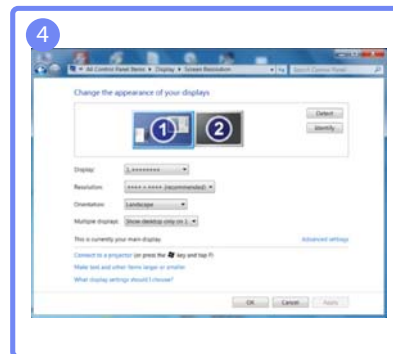 4
All Control Panel Items ▸ Display ▸ Screen Resolution
Search Control Panel
Change the appearance of your displays
1 2
Detect
Identify
Display: 1.********
Resolution: **** × **** (recommended)
Orientation: Landscape
Multiple displays: Show desktop only on 1
This is currently your main display. Advanced settings
Connect to a projector (or press the key and tap P)
Make text and other items larger or smaller
What display settings should I choose?
OK Cancel Apply